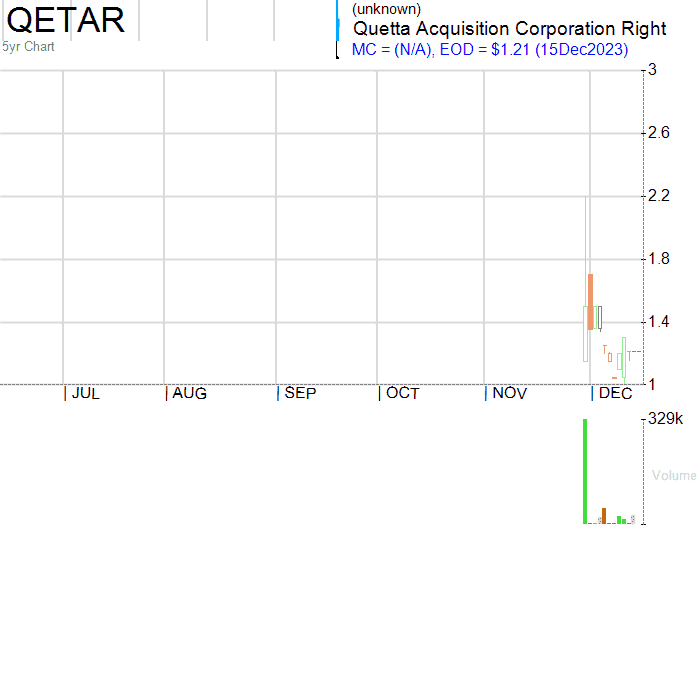 QETAR
5yr Chart
(unknown)
Quetta Acquisition Corporation Right
MC = (N/A), EOD = $1.21 (15Dec2023)
3
2.6
2.2
1.8
1.4
1
JUL AUG SEP OCT NOV DEC
329k
Volume